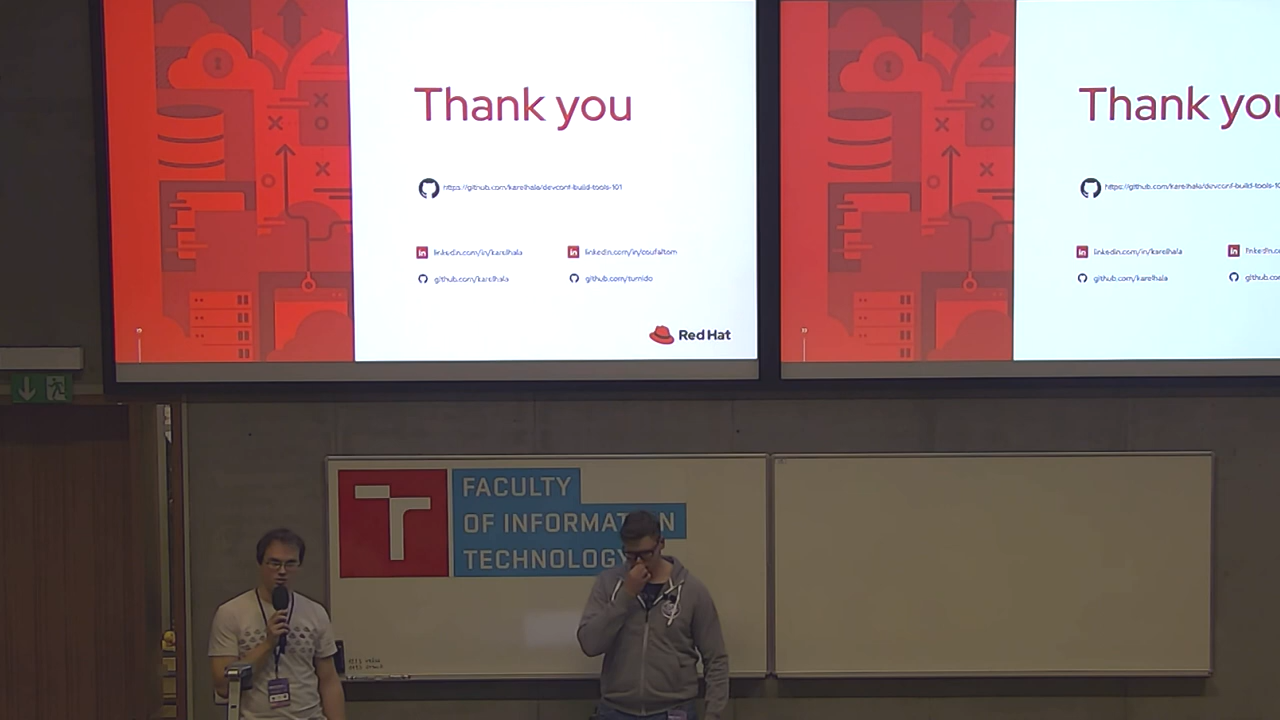 Thank you
https://github.com/karelhala/devconf-build-tools-101
linkedin.com/in/karelhala
linkedin.com/in/coufaltom
github.com/karelhala
github.com/tumido
Red Hat
Thank you
https://github.com/karelhala/devconf-build-tools-10
linkedin.com/in/karelhala
github.com/karelhala
FACULTY
OF INFORMATION
TECHNOLOGY